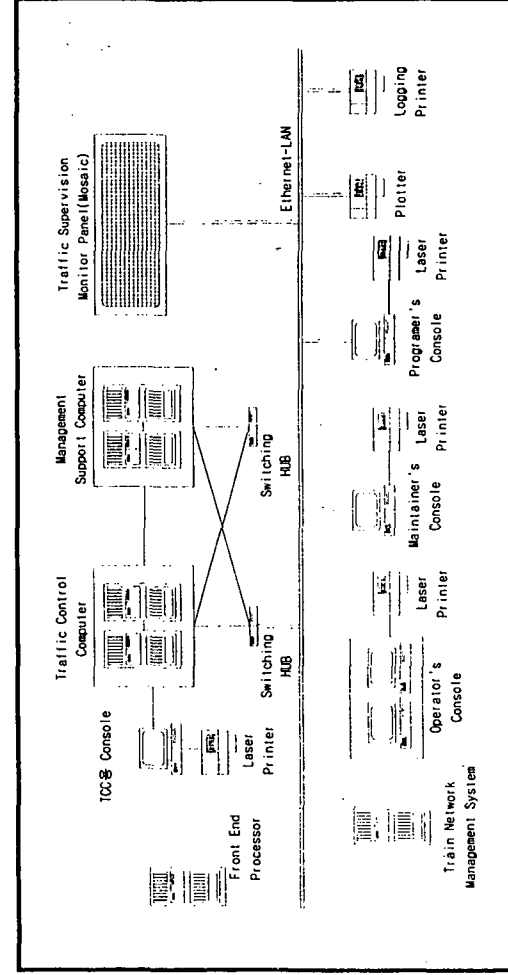 Traffic Supervision
Monitor Panel(Mosaic)
Management
Support Computer
Traffic Control
Computer
TCC용 Console
Switching
HUB
Switching
HUB
Laser
Printer
Front End
Processor
Ethernet-LAN
Train Network
Management System
Operator's
Console
Laser
Printer
Maintainer's
Console
Laser
Printer
Programer's
Console
Laser
Printer
Plotter
Logging
Printer